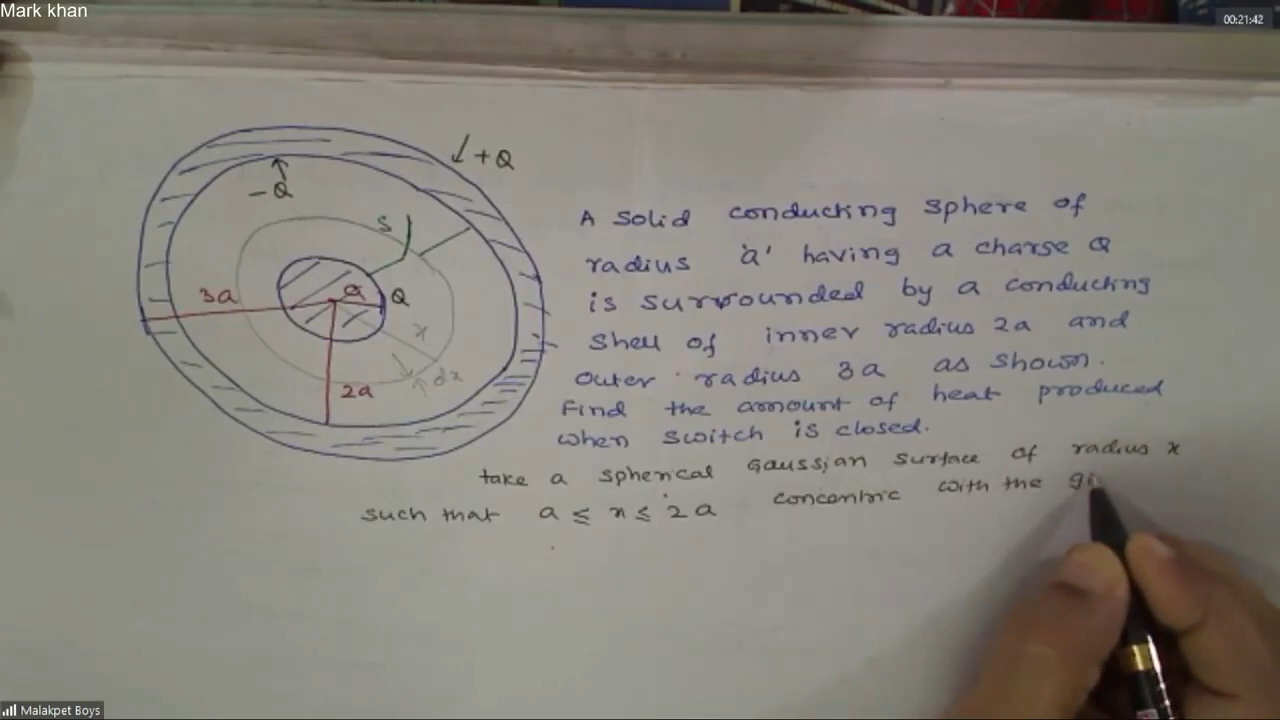 Mark khan
00:21:42
↙ +Q
-Q
S
3a
a
Q
x
dx
2a
A solid conducting sphere of
radius 'a' having a charge Q
is surrounded by a conducting
shell of inner radius 2a and
outer radius 3a as shown.
Find the amount of heat produced
when switch is closed.
take a spherical Gaussian surface of radius x
such that a ≤ x ≤ 2a concentric with the gi
Malakpet Boys